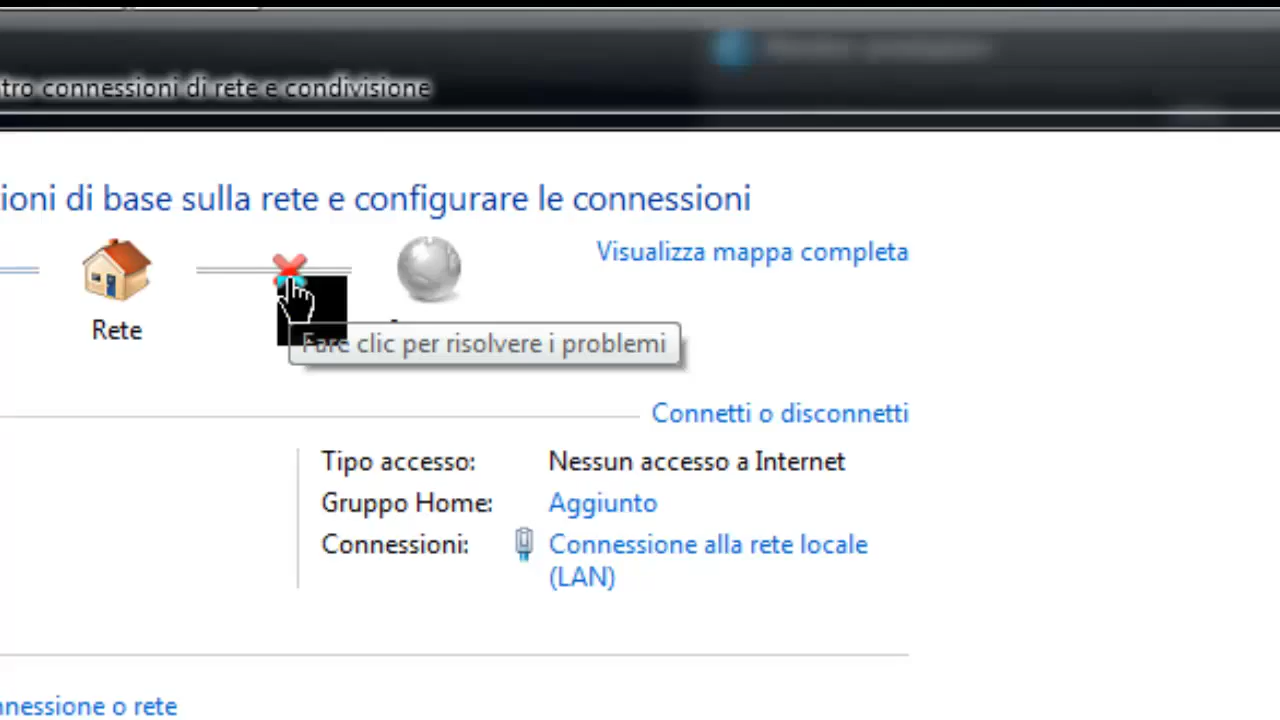 tro connessioni di rete e condivisione
ioni di base sulla rete e configurare le connessioni
Visualizza mappa completa
Rete
Fare clic per risolvere i problemi
Connetti o disconnetti
Tipo accesso: Nessun accesso a Internet
Gruppo Home: Aggiunto
Connessioni: Connessione alla rete locale
(LAN)
nnessione o rete